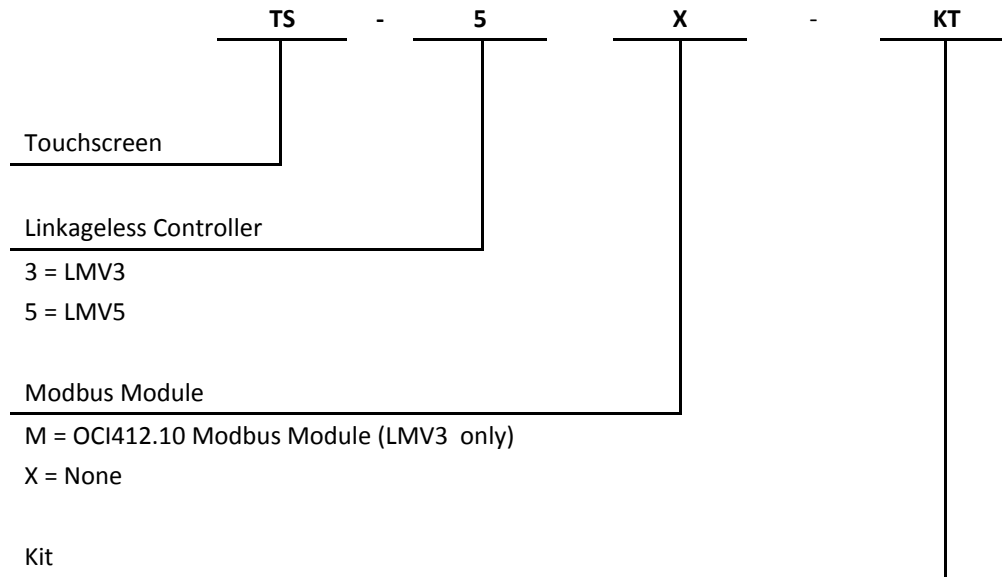 TS - 5 X - KT
Touchscreen
Linkageless Controller
3 = LMV3
5 = LMV5
Modbus Module
M = OCI412.10 Modbus Module (LMV3 only)
X = None
Kit